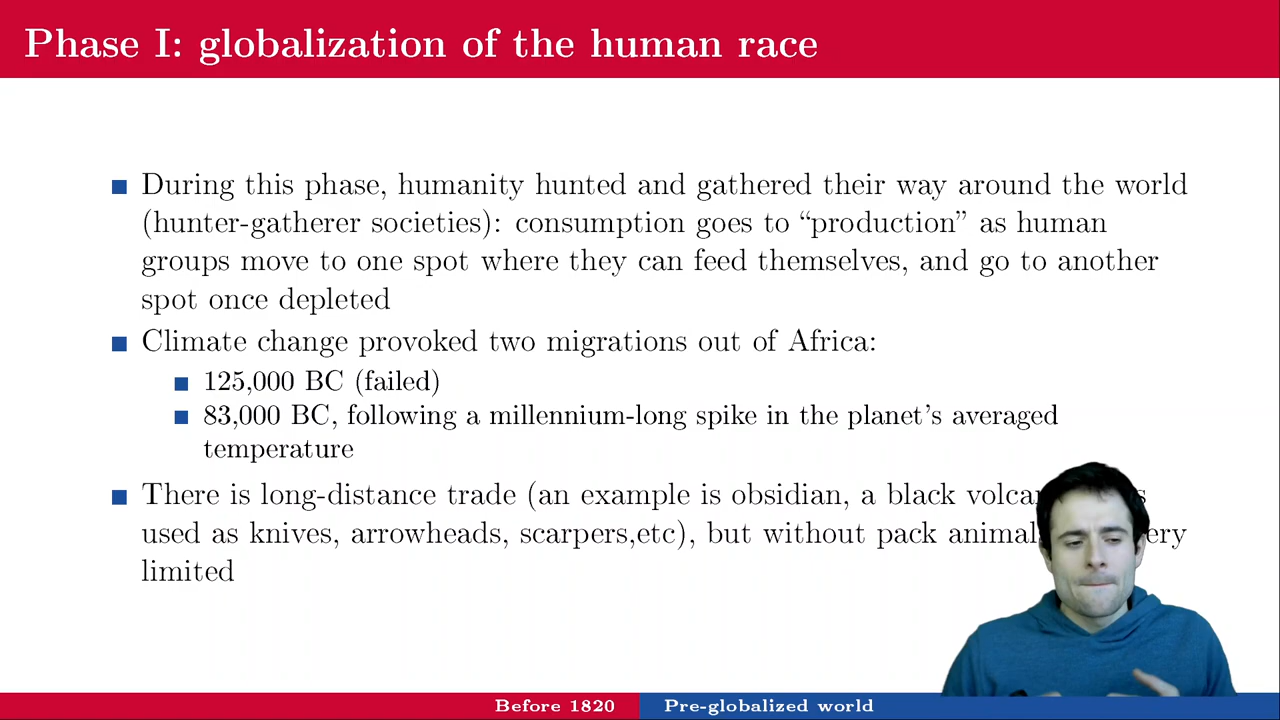 Phase I: globalization of the human race
During this phase, humanity hunted and gathered their way around the world
(hunter-gatherer societies): consumption goes to “production” as human
groups move to one spot where they can feed themselves, and go to another
spot once depleted
Climate change provoked two migrations out of Africa:
125,000 BC (failed)
83,000 BC, following a millennium-long spike in the planet’s averaged
temperature
There is long-distance trade (an example is obsidian, a black
used as knives, arrowheads, scarpers,etc), but without pack
limited
Before 1820 Pre-globalized world